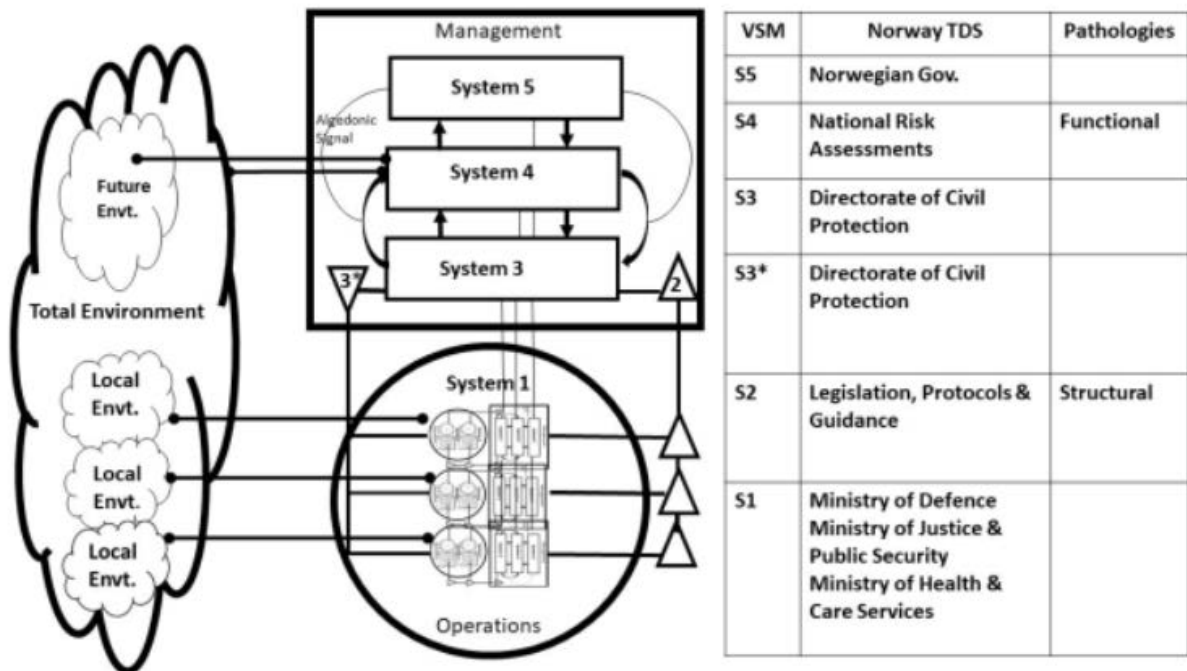 Management
System 5
Algedonic
Signal
System 4
Future
Envt.
System 3
3*
2
Total Environment
Local
Envt.
Local
Envt.
Local
Envt.
System 1
Operations
VSM Norway TDS Pathologies
S5 Norwegian Gov.
S4 National Risk Functional
Assessments
S3 Directorate of Civil
Protection
S3* Directorate of Civil
Protection
S2 Legislation, Protocols & Structural
Guidance
S1 Ministry of Defence
Ministry of Justice &
Public Security
Ministry of Health &
Care Services